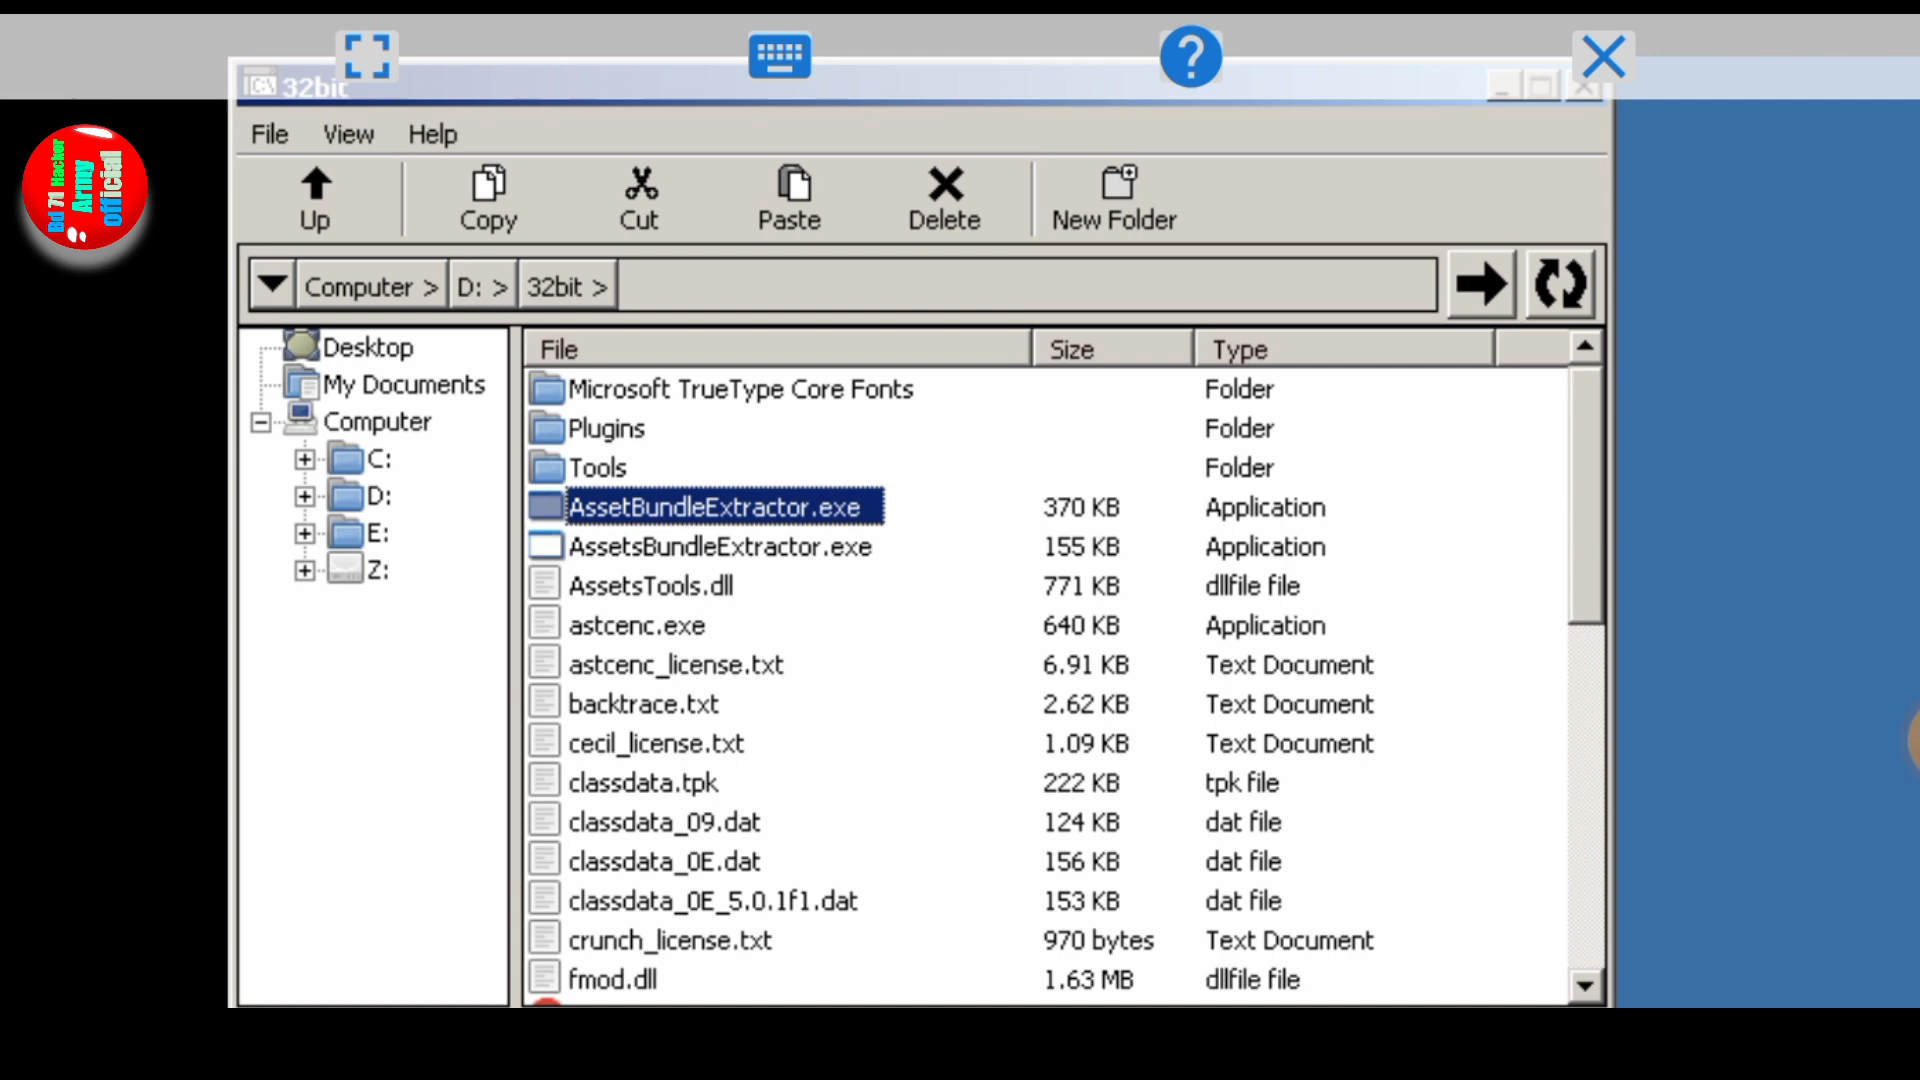 32bit
Bd 71 Hacker
Army
Official
File View Help
Up Copy Cut Paste Delete New Folder
Computer > D: > 32bit >
Desktop
My Documents
Computer
C:
D:
E:
Z:
File Size Type
Microsoft TrueType Core Fonts Folder
Plugins Folder
Tools Folder
AssetBundleExtractor.exe 370 KB Application
AssetsBundleExtractor.exe 155 KB Application
AssetsTools.dll 771 KB dllfile file
astcenc.exe 640 KB Application
astcenc_license.txt 6.91 KB Text Document
backtrace.txt 2.62 KB Text Document
cecil_license.txt 1.09 KB Text Document
classdata.tpk 222 KB tpk file
classdata_09.dat 124 KB dat file
classdata_0E.dat 156 KB dat file
classdata_0E_5.0.1f1.dat 153 KB dat file
crunch_license.txt 970 bytes Text Document
fmod.dll 1.63 MB dllfile file